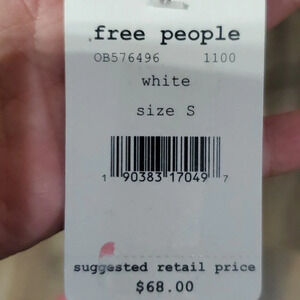 free people
OB576496 1100
white
size S
1 90383 17049 7
suggested retail price
$68.00